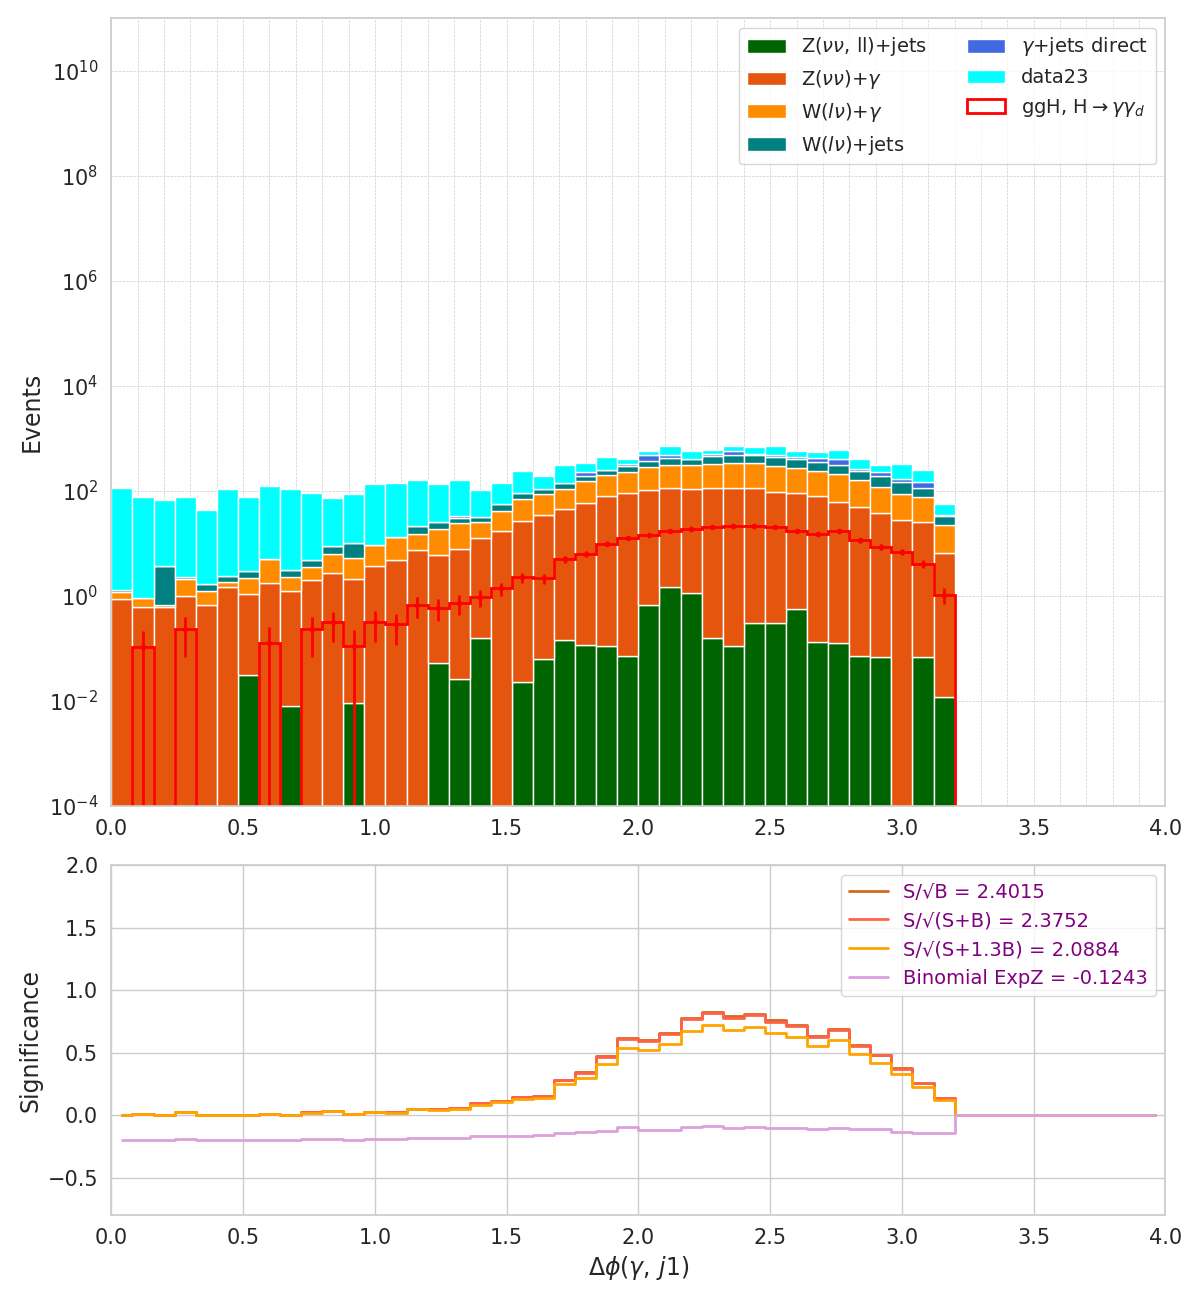 Z(νν, ll)+jets
Z(νν)+γ
W(lν)+γ
W(lν)+jets
γ+jets direct
data23
ggH, H→γγ_d
Events
10^10
10^8
10^6
10^4
10^2
10^0
10^−2
10^−4
0.0 0.5 1.0 1.5 2.0 2.5 3.0 3.5 4.0
S/√B = 2.4015
S/√(S+B) = 2.3752
S/√(S+1.3B) = 2.0884
Binomial ExpZ = -0.1243
Significance
2.0
1.5
1.0
0.5
0.0
−0.5
0.0 0.5 1.0 1.5 2.0 2.5 3.0 3.5 4.0
Δϕ(γ, j1)